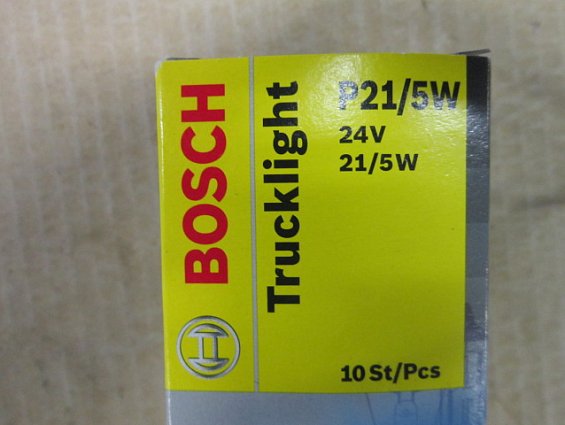 BOSCH
Trucklight
P21/5W
24V
21/5W
10 St/Pcs